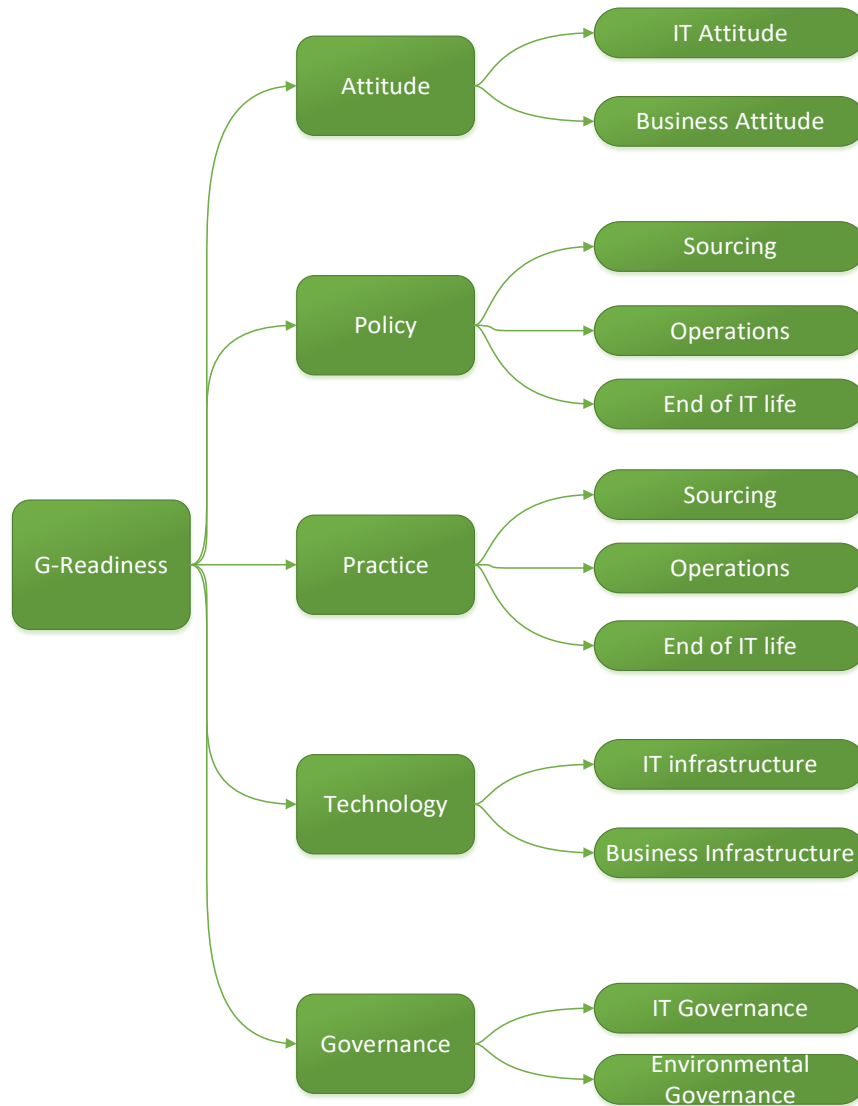 G-Readiness
Attitude
IT Attitude
Business Attitude
Policy
Sourcing
Operations
End of IT life
Practice
Sourcing
Operations
End of IT life
Technology
IT infrastructure
Business Infrastructure
Governance
IT Governance
Environmental
Governance